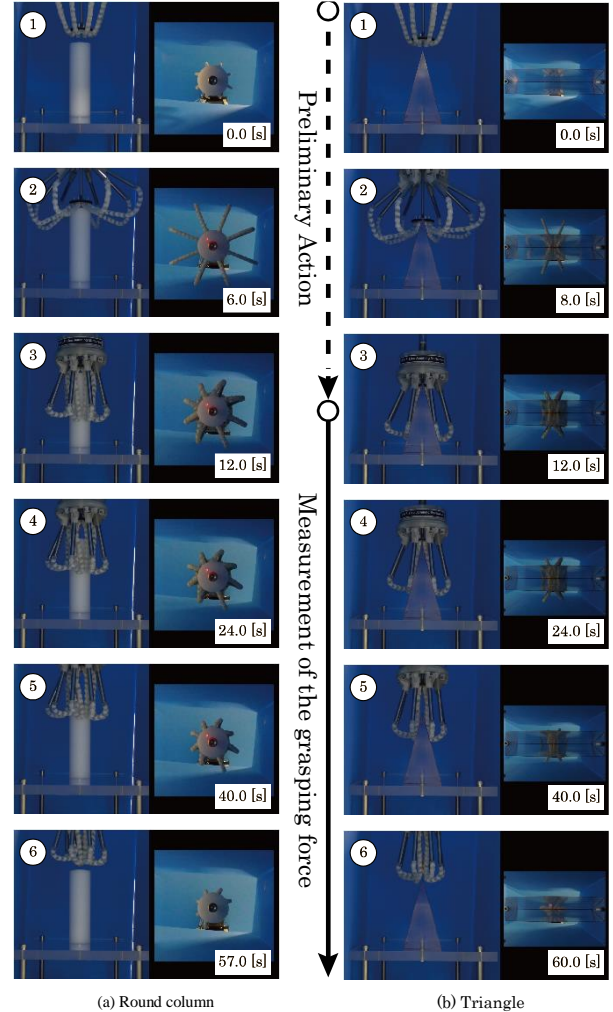 1
0.0 [s]
2
6.0 [s]
3
12.0 [s]
4
24.0 [s]
5
40.0 [s]
6
57.0 [s]
(a) Round column
Preliminary Action
Measurement of the grasping force
1
0.0 [s]
2
8.0 [s]
3
12.0 [s]
4
24.0 [s]
5
40.0 [s]
6
60.0 [s]
(b) Triangle